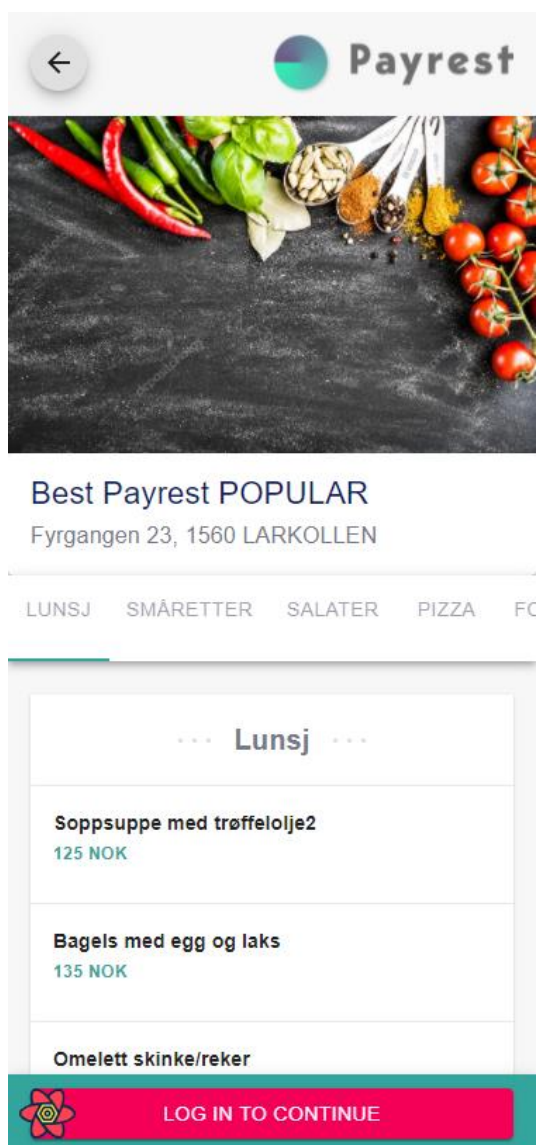 Payrest
Best Payrest POPULAR
Fyrgangen 23, 1560 LARKOLLEN
LUNSJ SMÅRETTER SALATER PIZZA FO
Lunsj
Soppsuppe med trøffelolje2
125 NOK
Bagels med egg og laks
135 NOK
Omelett skinke/reker
LOG IN TO CONTINUE